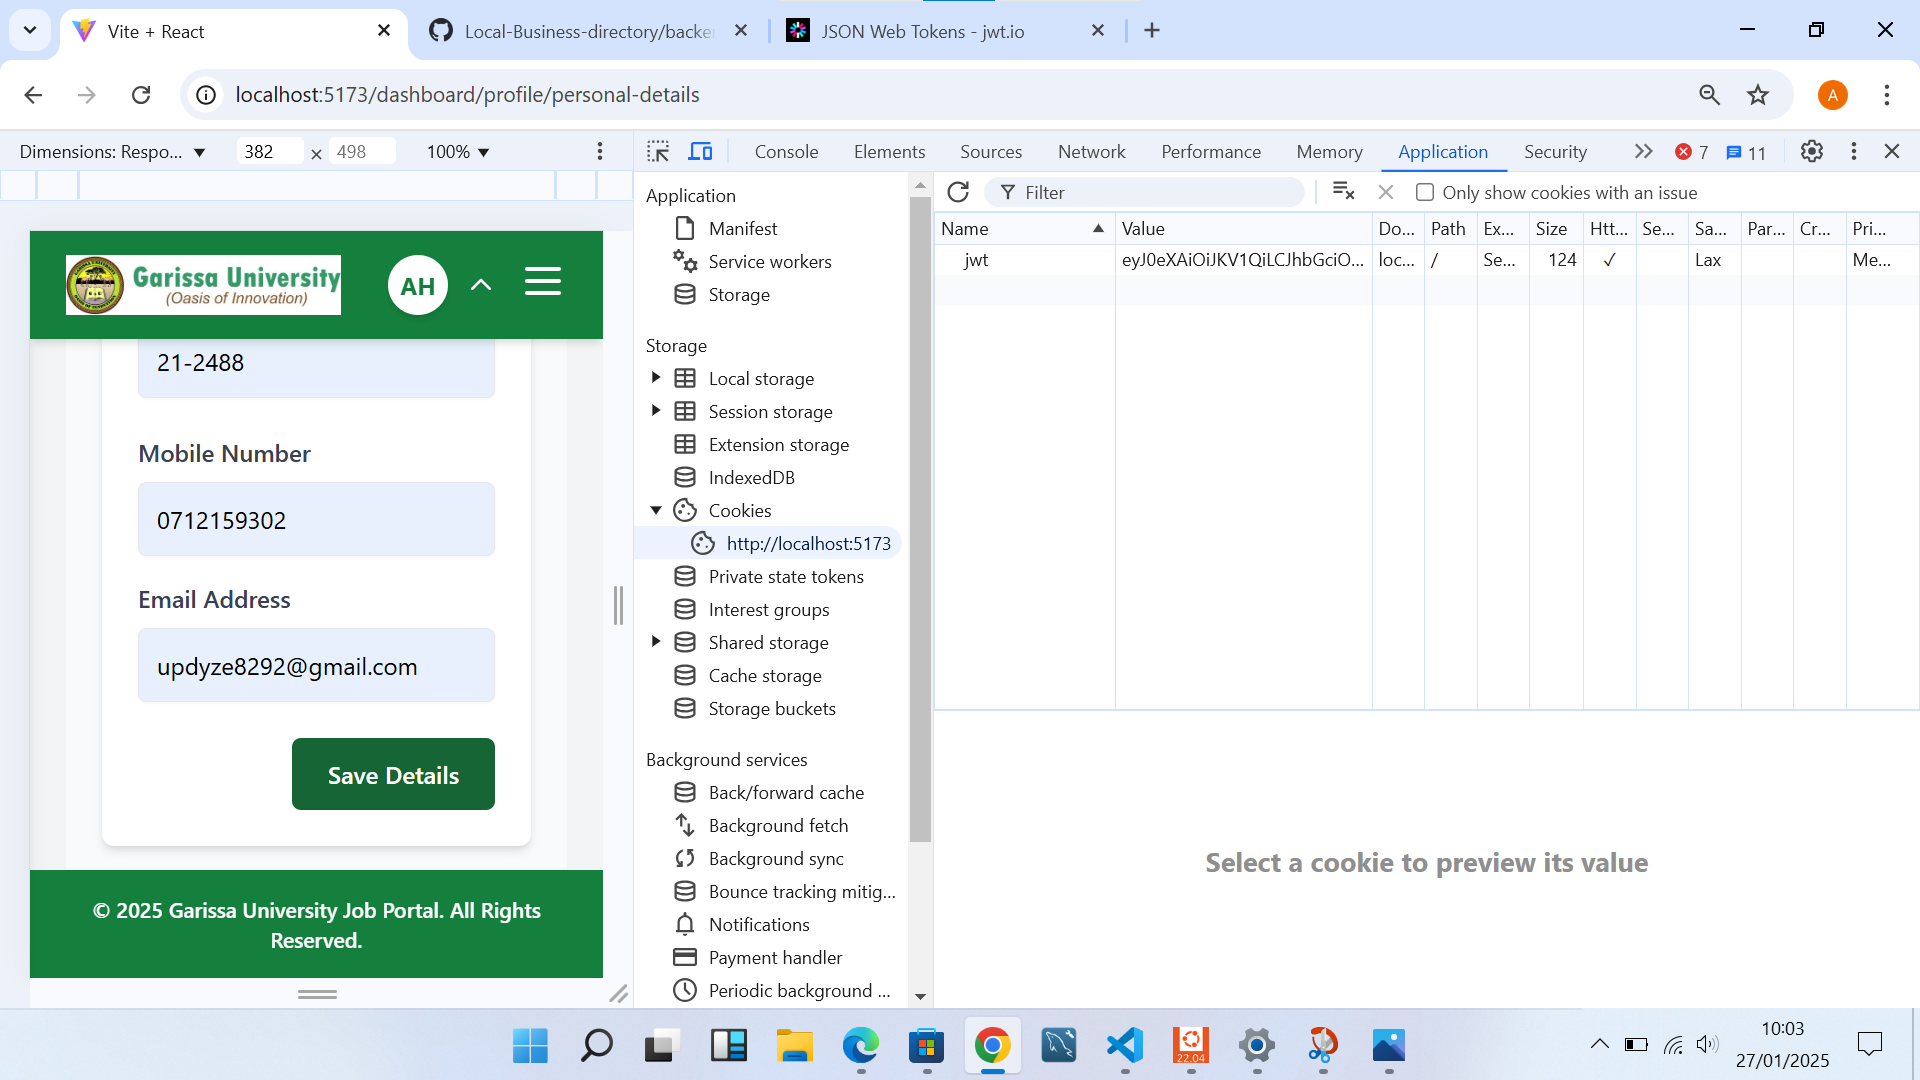 Vite + React
Local-Business-directory/backer
JSON Web Tokens - jwt.io
localhost:5173/dashboard/profile/personal-details
A
Dimensions: Respo... ▼
382 × 498
100% ▼
Console
Elements
Sources
Network
Performance
Memory
Application
Security
7
11
Garissa University
(Oasis of Innovation)
AH
21-2488
Mobile Number
0712159302
Email Address
updyze8292@gmail.com
Save Details
© 2025 Garissa University Job Portal. All Rights
Reserved.
Application
Manifest
Service workers
Storage
Storage
Local storage
Session storage
Extension storage
IndexedDB
Cookies
http://localhost:5173
Private state tokens
Interest groups
Shared storage
Cache storage
Storage buckets
Background services
Back/forward cache
Background fetch
Background sync
Bounce tracking mitig...
Notifications
Payment handler
Periodic background ...
Filter
Only show cookies with an issue
Name Value Do... Path Ex... Size Htt... Se... Sa... Par... Cr... Pri...
jwt eyJ0eXAiOiJKV1QiLCJhbGciO... loc... / Se... 124 ✓ Lax Me...
Select a cookie to preview its value
22.04
10:03
27/01/2025